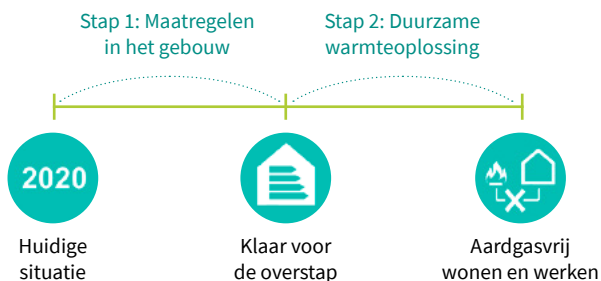 Stap 1: Maatregelen
in het gebouw
Stap 2: Duurzame
warmteoplossing
2020
Huidige
situatie
Klaar voor
de overstap
Aardgasvrij
wonen en werken